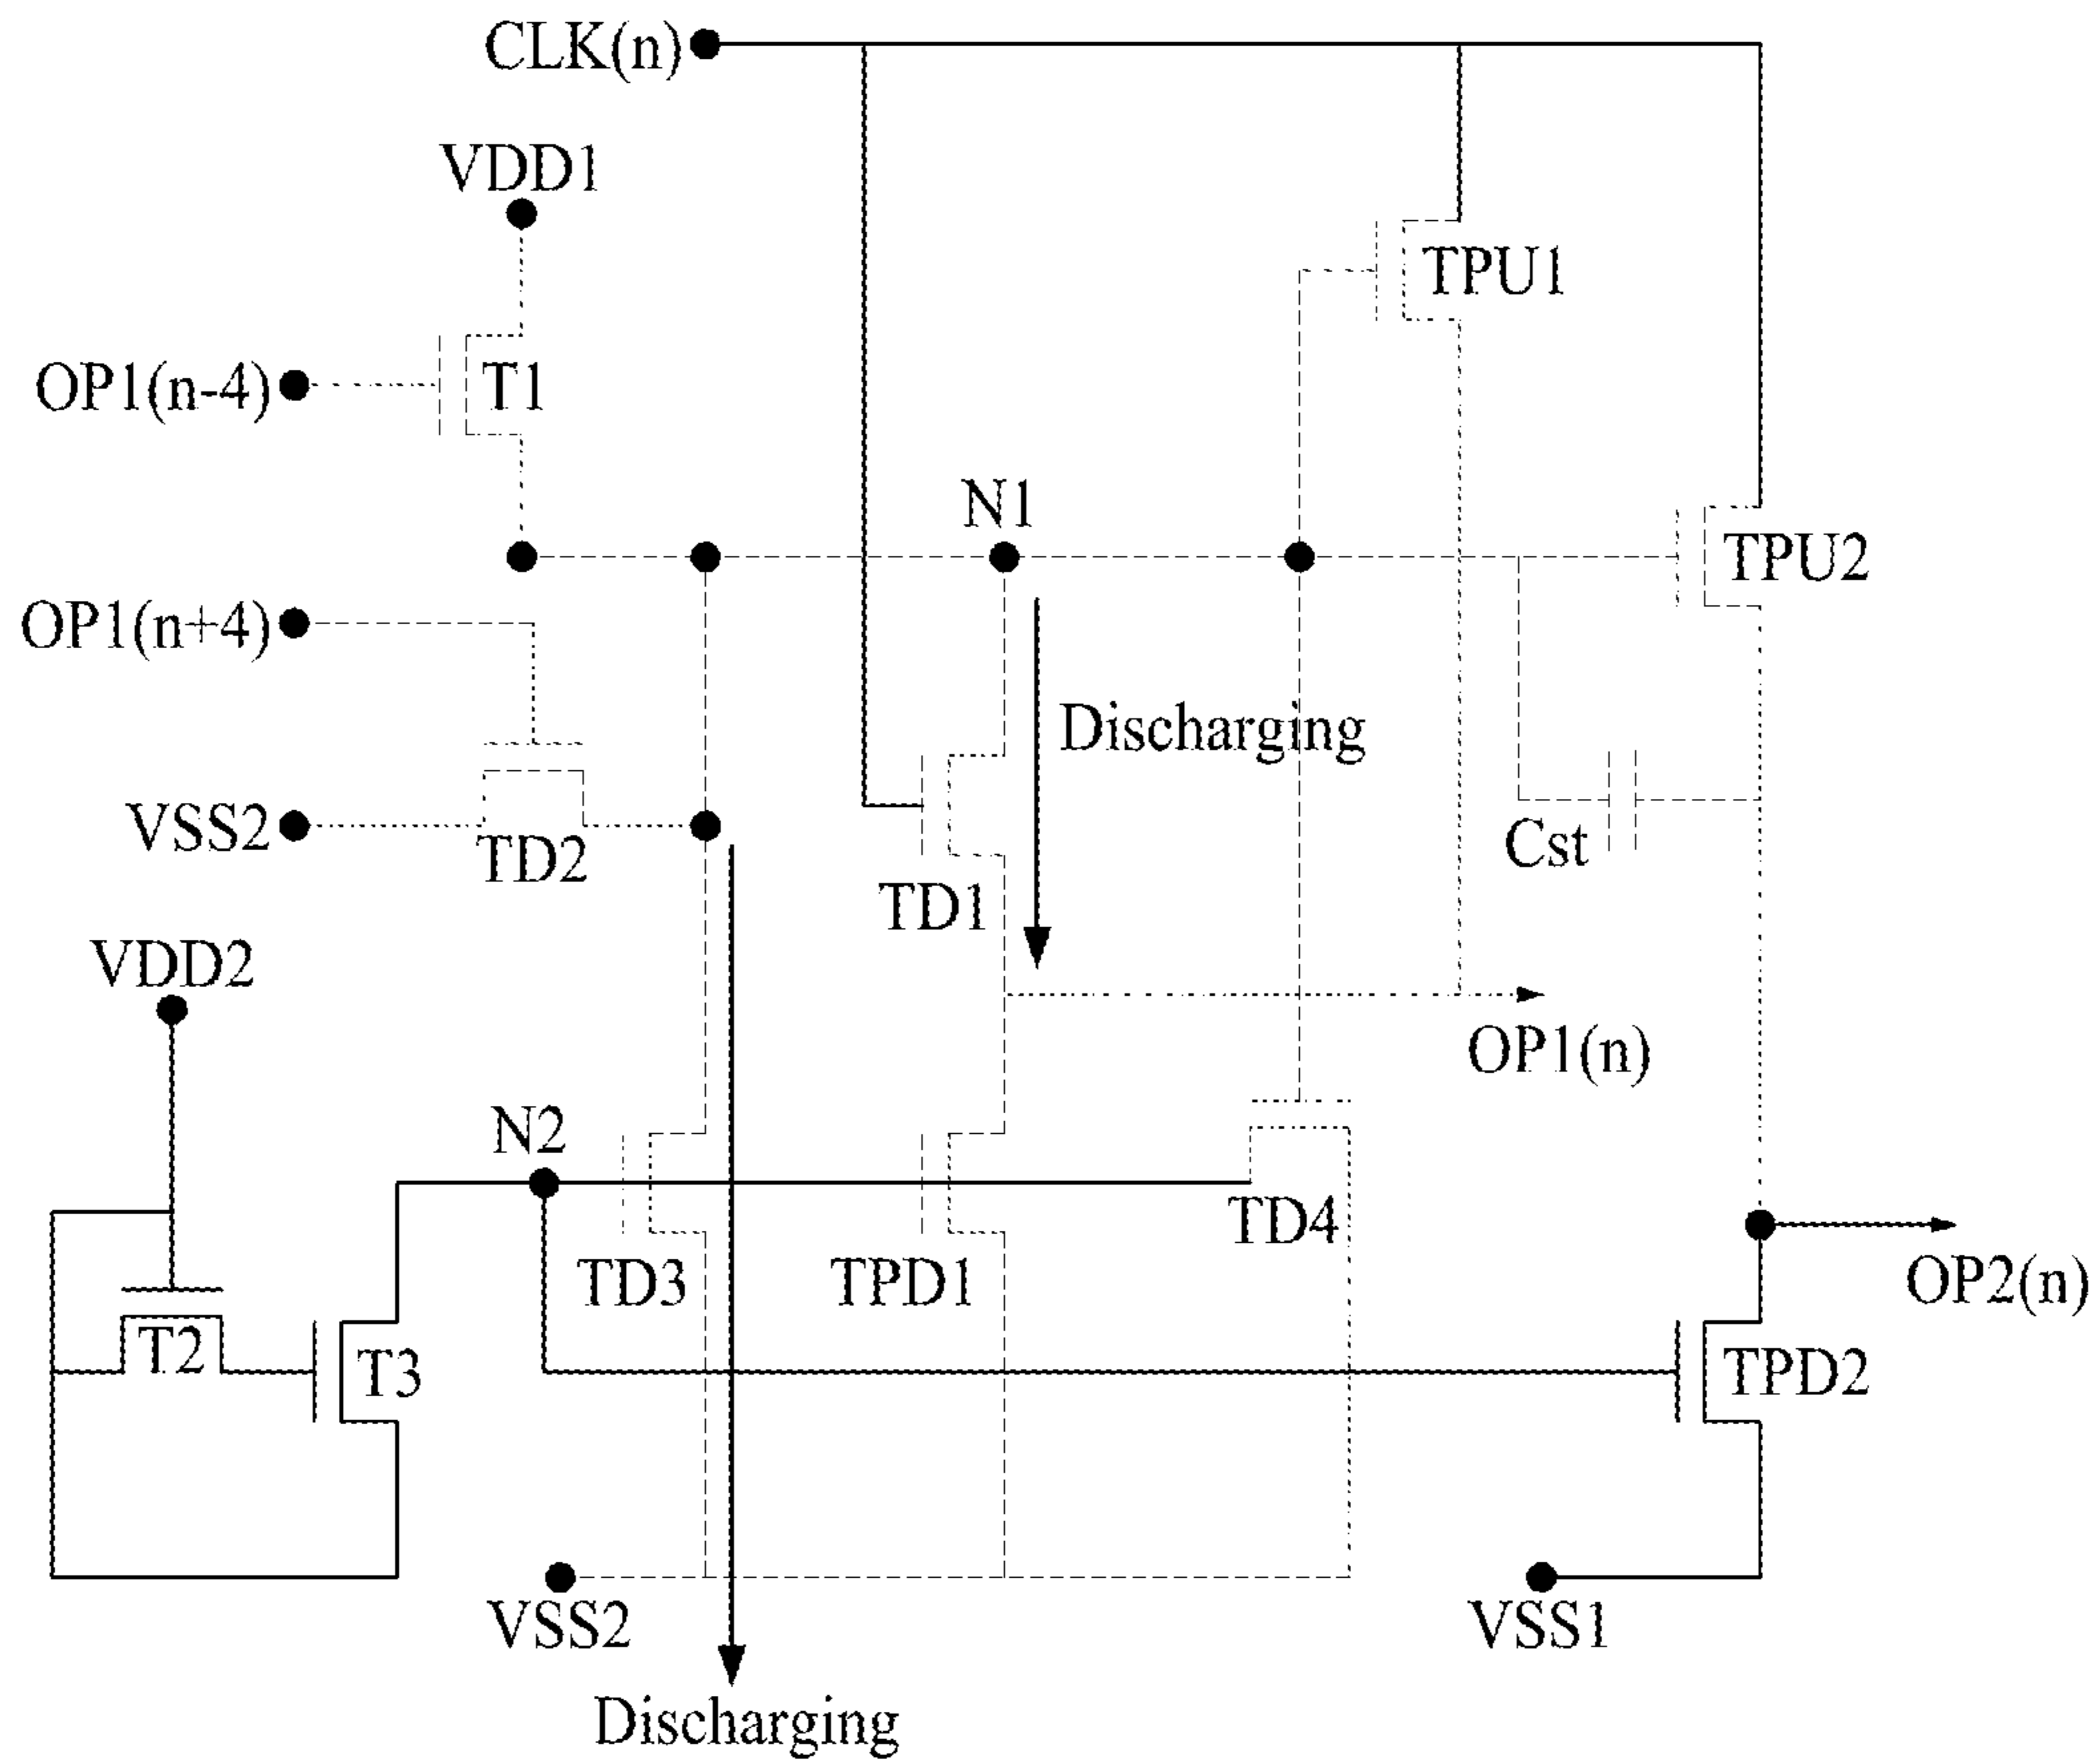 CLK(n)
VDD1
TPU1
OP1(n-4)
T1
N1
TPU2
OP1(n+4)
Discharging
VSS2
TD2
Cst
TD1
VDD2
OP1(n)
N2
TD4
TD3
TPD1
OP2(n)
T2
T3
TPD2
VSS2
VSS1
Discharging